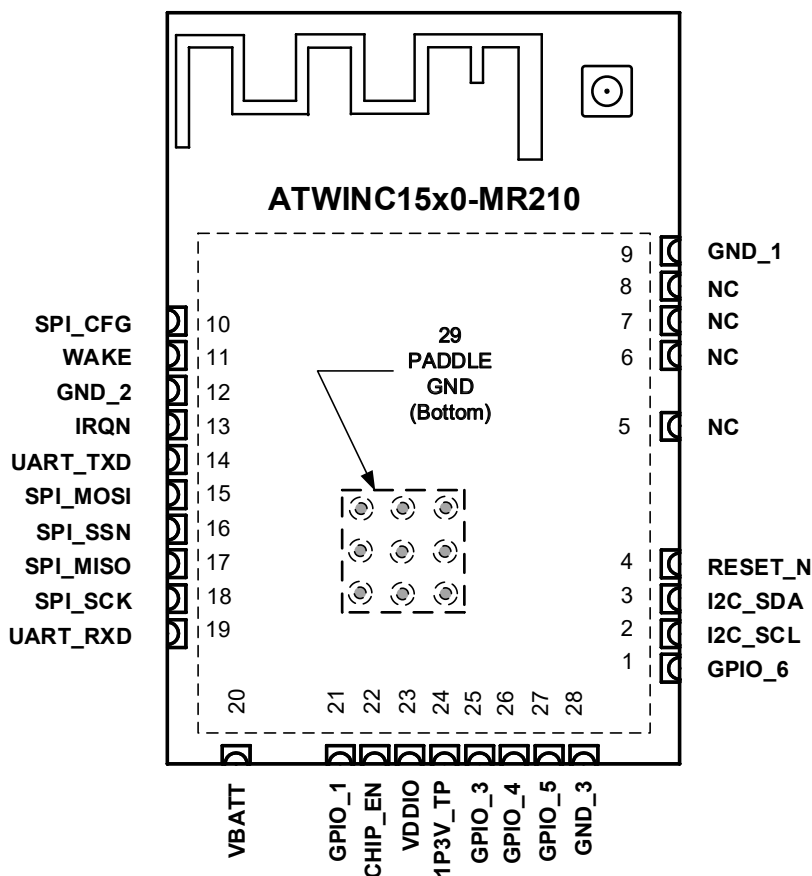 ATWINC15x0-MR210
9 GND_1
8 NC
7 NC
6 NC
5 NC
4 RESET_N
3 I2C_SDA
2 I2C_SCL
1 GPIO_6
SPI_CFG 10
WAKE 11
GND_2 12
IRQN 13
UART_TXD 14
SPI_MOSI 15
SPI_SSN 16
SPI_MISO 17
SPI_SCK 18
UART_RXD 19
29
PADDLE
GND
(Bottom)
20 VBATT
21 GPIO_1
22 CHIP_EN
23 VDDIO
24 1P3V_TP
25 GPIO_3
26 GPIO_4
27 GPIO_5
28 GND_3